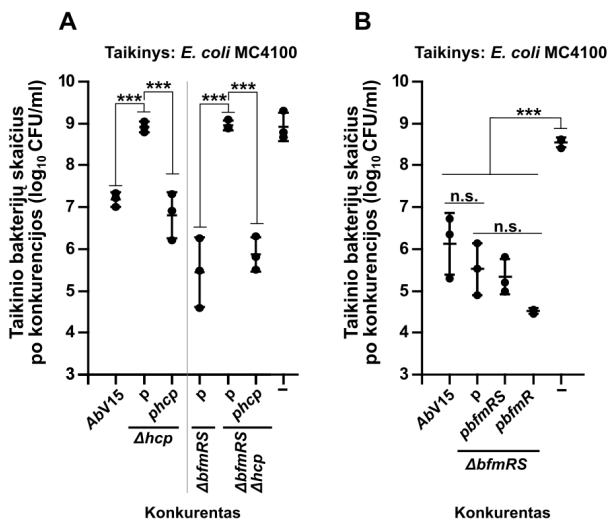 A
Taikinys: E. coli MC4100
Taikinio bakterijų skaičius
po konkurencijos (log10 CFU/ml)
10
9
8
7
6
5
4
3
***
***
***
***
AbV15
p
phcp
p
p
phcp
–
Δhcp
ΔbfmRS
ΔbfmRS
Δhcp
Konkurentas
B
Taikinys: E. coli MC4100
Taikinio bakterijų skaičius
po konkurencijos (log10 CFU/ml)
10
9
8
7
6
5
4
3
***
n.s.
n.s.
AbV15
p
pbfmRS
pbfmR
–
ΔbfmRS
Konkurentas